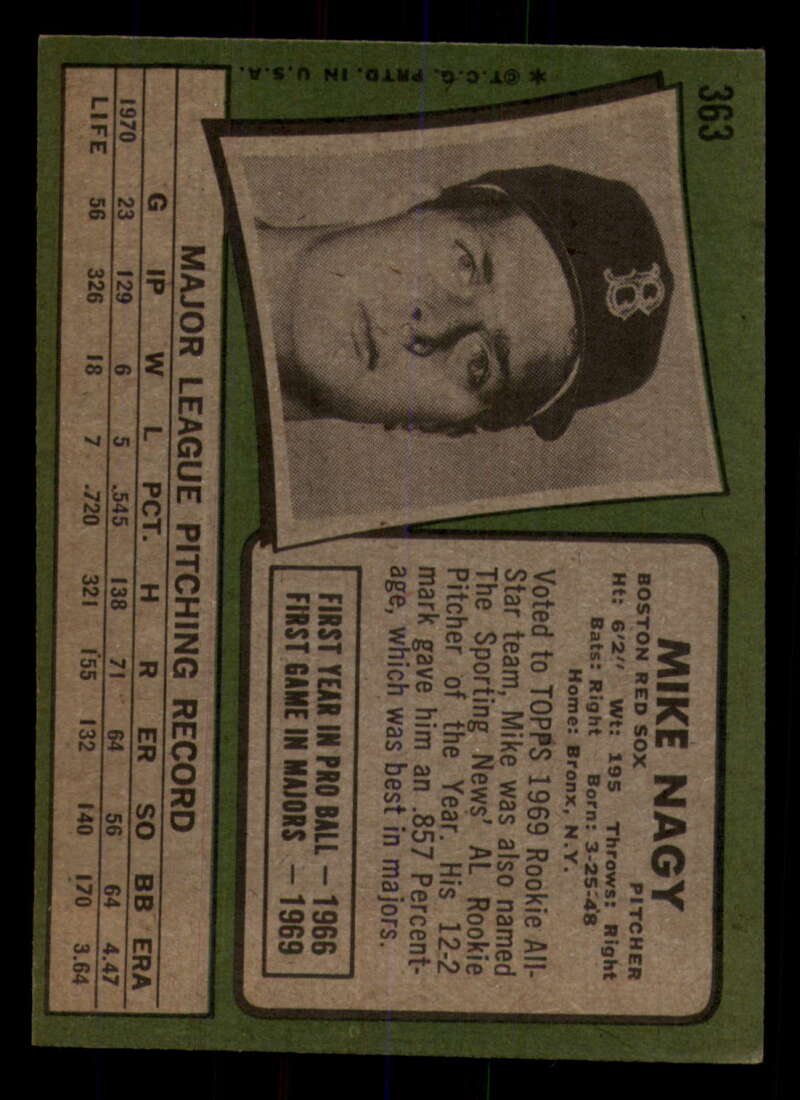 363
* ©T.C.G. PRTD. IN U.S.A.
B
MIKE NAGY
BOSTON RED SOX PITCHER
Ht: 6'2" Wt: 195 Throws: Right
Bats: Right Born: 3-25-48
Home: Bronx, N.Y.
Voted to TOPPS 1969 Rookie All-
Star team, Mike was also named
The Sporting News' AL Rookie
Pitcher of the Year. His 12-2
mark gave him an .857 Percent-
age, which was best in majors.
FIRST YEAR IN PRO BALL — 1966
FIRST GAME IN MAJORS — 1969
MAJOR LEAGUE PITCHING RECORD
G IP W L PCT. H R ER SO BB ERA
1970 23 129 6 5 .545 138 71 64 56 64 4.47
LIFE 56 326 18 7 .720 321 155 132 140 170 3.64